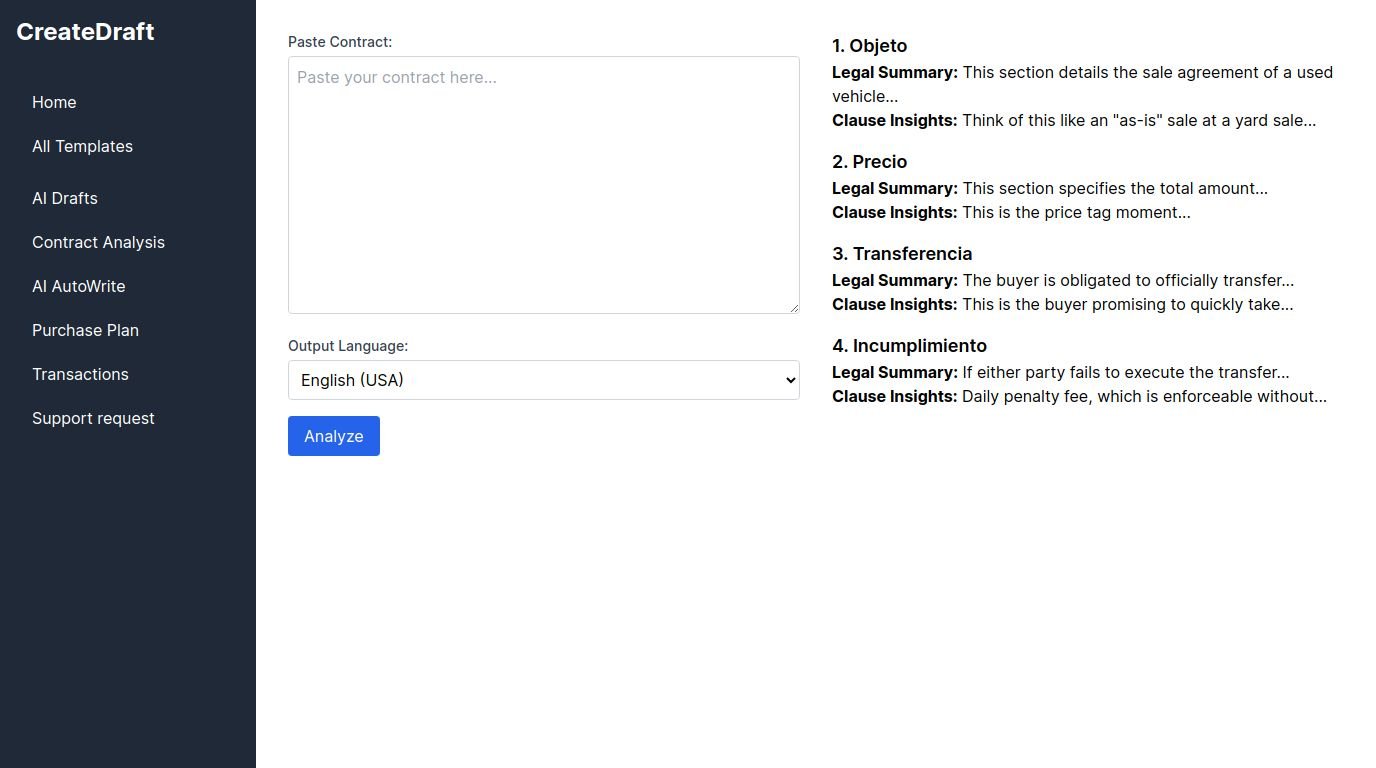 CreateDraft
Home
All Templates
AI Drafts
Contract Analysis
AI AutoWrite
Purchase Plan
Transactions
Support request
Paste Contract:
Paste your contract here...
Output Language:
English (USA)
Analyze
1. Objeto
Legal Summary: This section details the sale agreement of a used
vehicle...
Clause Insights: Think of this like an "as-is" sale at a yard sale...
2. Precio
Legal Summary: This section specifies the total amount...
Clause Insights: This is the price tag moment...
3. Transferencia
Legal Summary: The buyer is obligated to officially transfer...
Clause Insights: This is the buyer promising to quickly take...
4. Incumplimiento
Legal Summary: If either party fails to execute the transfer...
Clause Insights: Daily penalty fee, which is enforceable without...